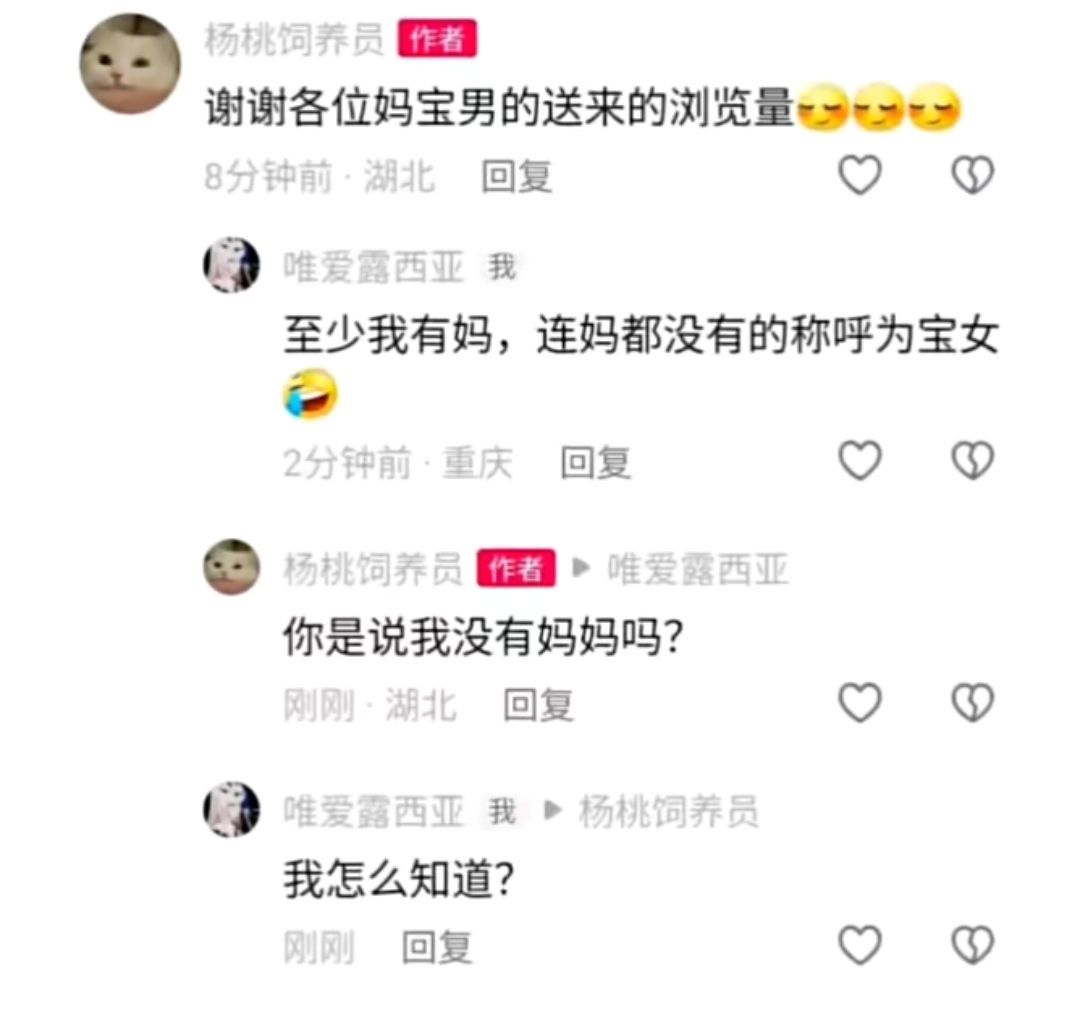 杨桃饲养员 作者
谢谢各位妈宝男的送来的浏览量😌😌😌
8分钟前·湖北 回复
唯爱露西亚 我
至少我有妈，连妈都没有的称呼为宝女
🤣
2分钟前·重庆 回复
杨桃饲养员 作者 ▶ 唯爱露西亚
你是说我没有妈妈吗？
刚刚·湖北 回复
唯爱露西亚 我 ▶ 杨桃饲养员
我怎么知道？
刚刚 回复